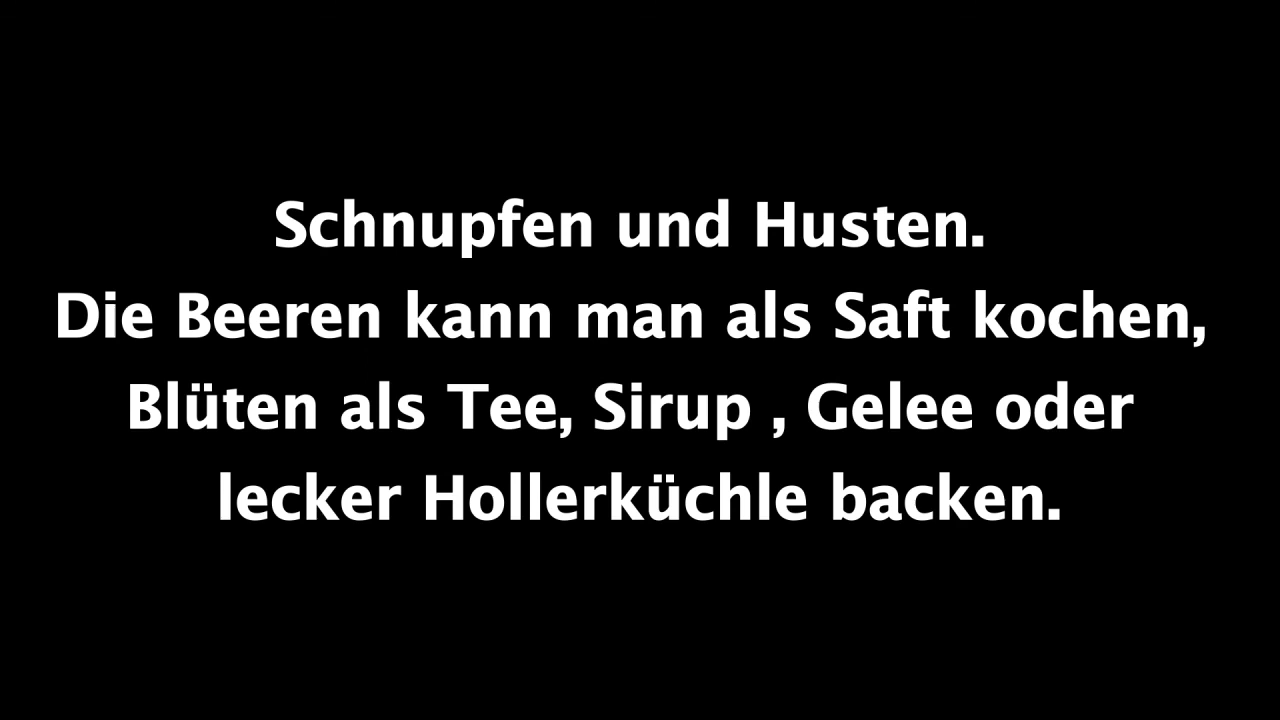 Schnupfen und Husten.
Die Beeren kann man als Saft kochen,
Blüten als Tee, Sirup , Gelee oder
lecker Hollerküchle backen.